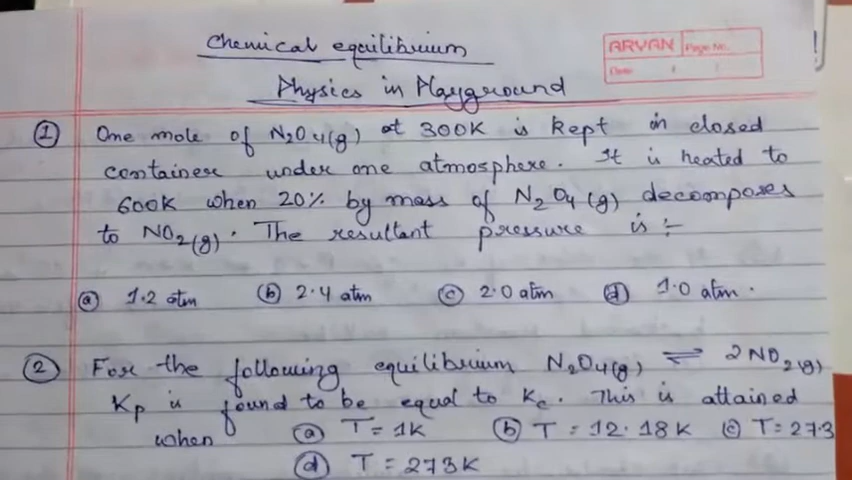 Chemical equilibrium
ARYAN Page No.
Date
Physics in Playground
① One mole of N₂O₄(g) at 300K is kept in closed
container under one atmosphere. It is heated to
600K when 20% by mass of N₂O₄(g) decomposes
to NO₂(g). The resultant pressure is :-
ⓐ 1.2 atm ⓑ 2.4 atm ⓒ 2.0 atm ⓓ 1.0 atm.
② For the following equilibrium N₂O₄(g) ⇌ 2NO₂(g)
Kp is found to be equal to Kc. This is attained
when ⓐ T = 1K ⓑ T = 12.18K ⓒ T = 27.3
ⓓ T = 273K